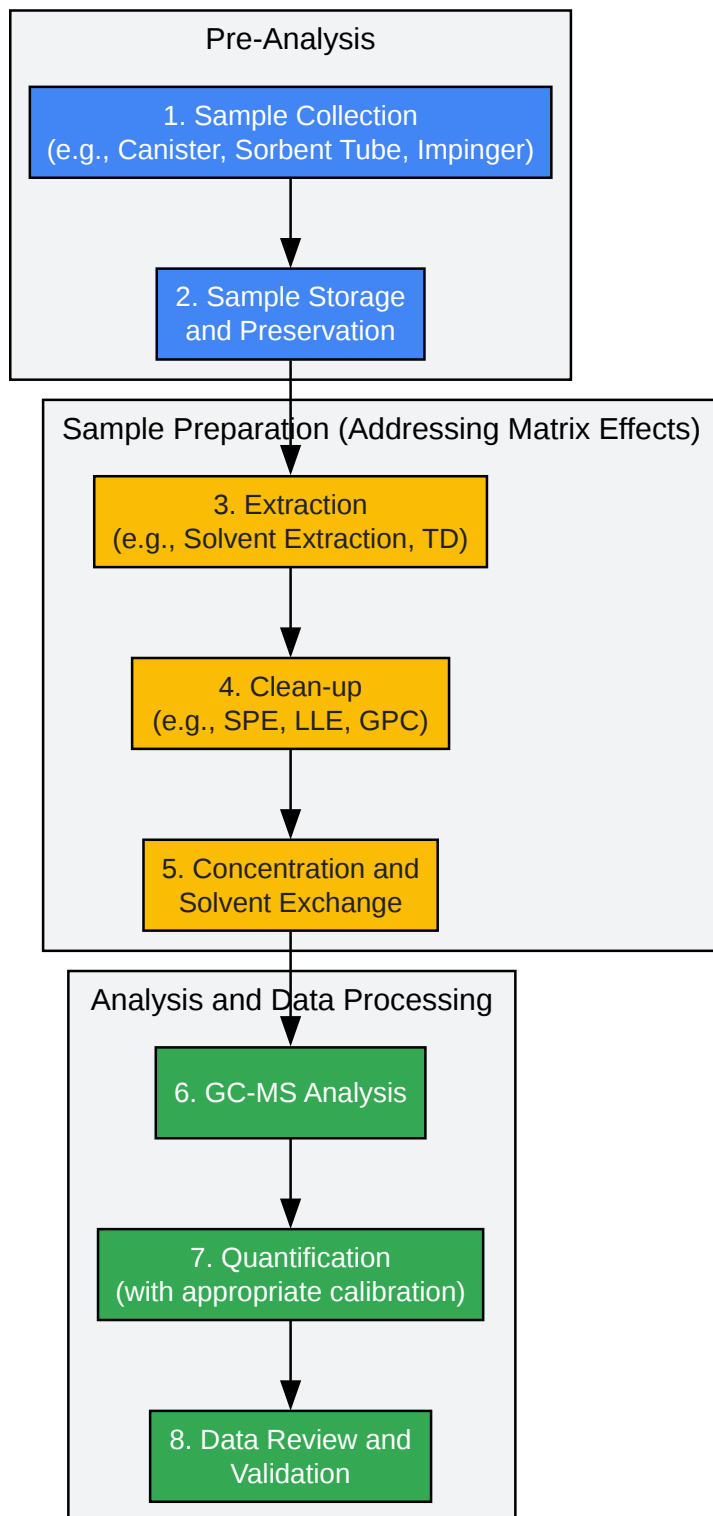 Pre-Analysis
1. Sample Collection
(e.g., Canister, Sorbent Tube, Impinger)
2. Sample Storage
and Preservation
Sample Preparation (Addressing Matrix Effects)
3. Extraction
(e.g., Solvent Extraction, TD)
4. Clean-up
(e.g., SPE, LLE, GPC)
5. Concentration and
Solvent Exchange
Analysis and Data Processing
6. GC-MS Analysis
7. Quantification
(with appropriate calibration)
8. Data Review and
Validation